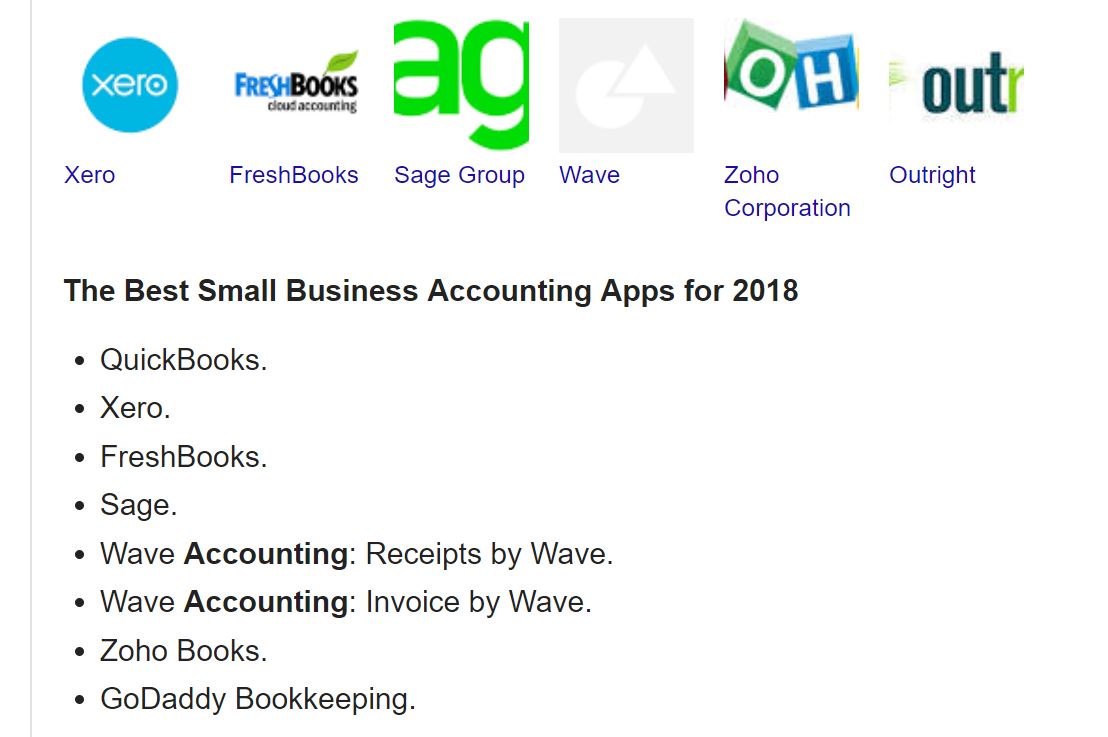 xero
FRESHBOOKS
cloud accounting
ag
OH
outr
Xero
FreshBooks
Sage Group
Wave
Zoho
Corporation
Outright
The Best Small Business Accounting Apps for 2018
• QuickBooks.
• Xero.
• FreshBooks.
• Sage.
• Wave Accounting: Receipts by Wave.
• Wave Accounting: Invoice by Wave.
• Zoho Books.
• GoDaddy Bookkeeping.